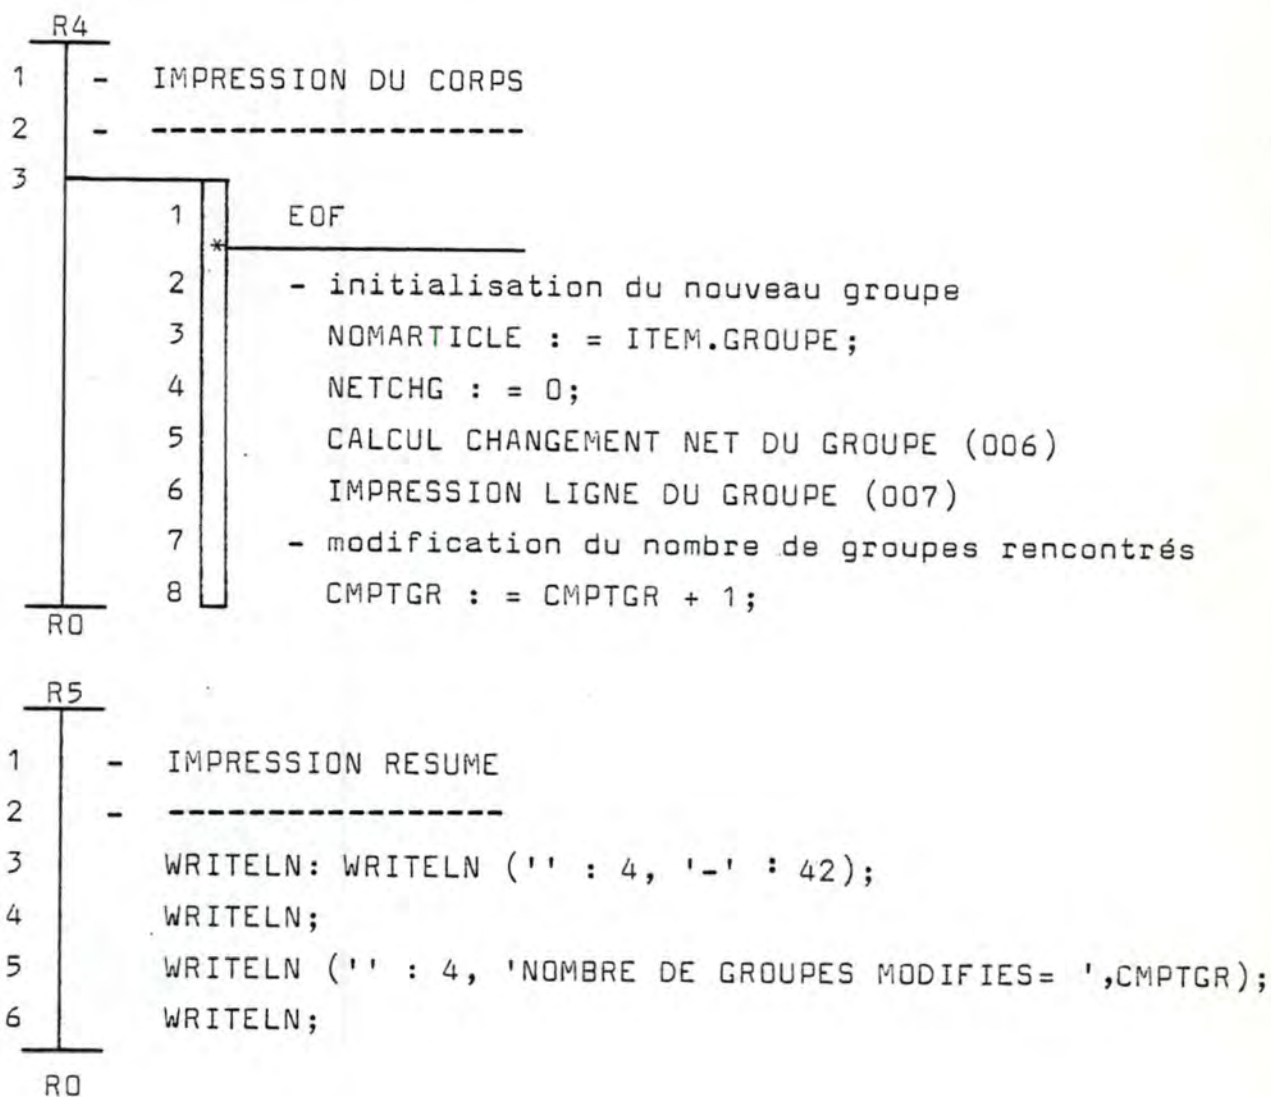 R4
1 - IMPRESSION DU CORPS
2 - -------------------
3
1 EOF
*
2 - initialisation du nouveau groupe
3 NOMARTICLE : = ITEM.GROUPE;
4 NETCHG : = 0;
5 CALCUL CHANGEMENT NET DU GROUPE (006)
6 IMPRESSION LIGNE DU GROUPE (007)
7 - modification du nombre de groupes rencontrés
8 CMPTGR : = CMPTGR + 1;
R0
R5
1 - IMPRESSION RESUME
2 - -----------------
3 WRITELN: WRITELN ('' : 4, '-' : 42);
4 WRITELN;
5 WRITELN ('' : 4, 'NOMBRE DE GROUPES MODIFIES= ',CMPTGR);
6 WRITELN;
R0